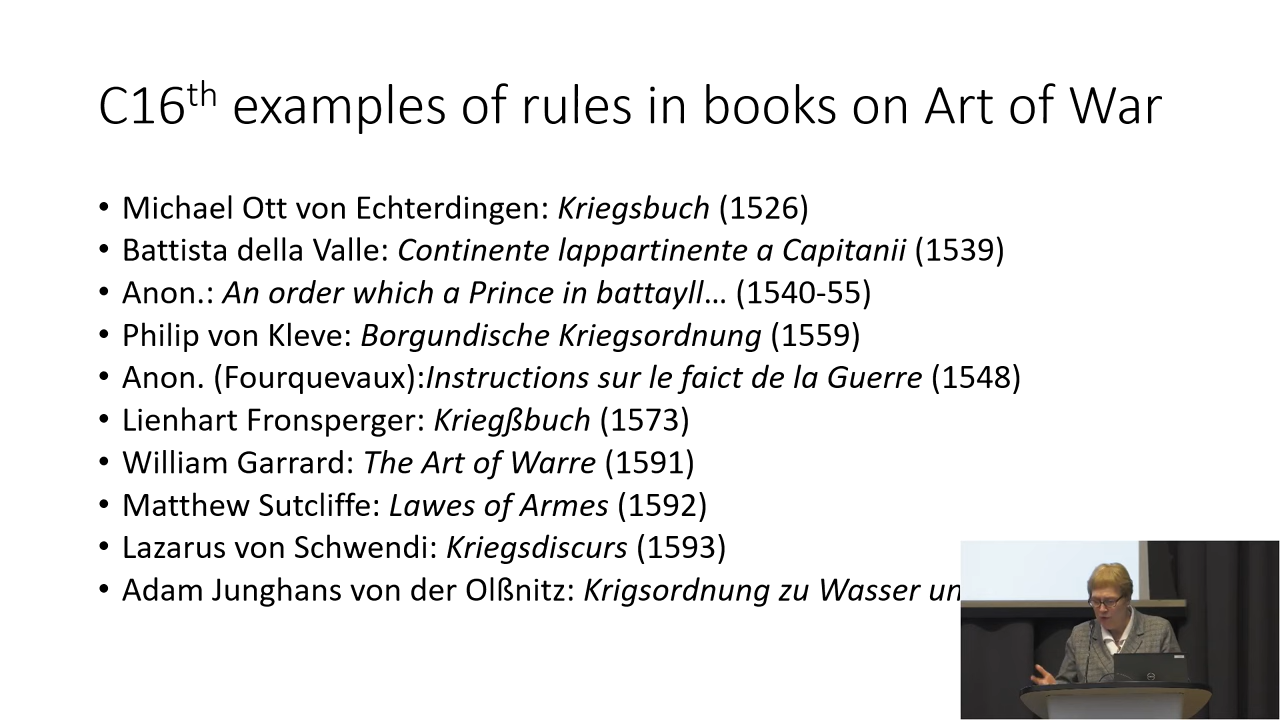 C16th examples of rules in books on Art of War
• Michael Ott von Echterdingen: Kriegsbuch (1526)
• Battista della Valle: Continente lappartinente a Capitanii (1539)
• Anon.: An order which a Prince in battayll… (1540-55)
• Philip von Kleve: Borgundische Kriegsordnung (1559)
• Anon. (Fourquevaux):Instructions sur le faict de la Guerre (1548)
• Lienhart Fronsperger: Kriegßbuch (1573)
• William Garrard: The Art of Warre (1591)
• Matthew Sutcliffe: Lawes of Armes (1592)
• Lazarus von Schwendi: Kriegsdiscurs (1593)
• Adam Junghans von der Olßnitz: Krigsordnung zu Wasser un